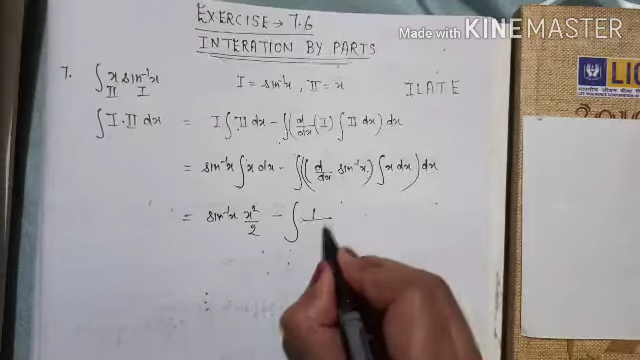 EXERCISE → 7.6
Made with KINEMASTER
INTERATION BY PARTS
7. ∫ x sin⁻¹x I = sin⁻¹x , II = x ILATE
II I
∫ I · II dx = I ∫ II dx − ∫( d/dx (I) ∫ II dx ) dx
= sin⁻¹x ∫ x dx − ∫(( d/dx sin⁻¹x ) ∫ x dx ) dx
= sin⁻¹x x²/2 − ∫ 1
LIC